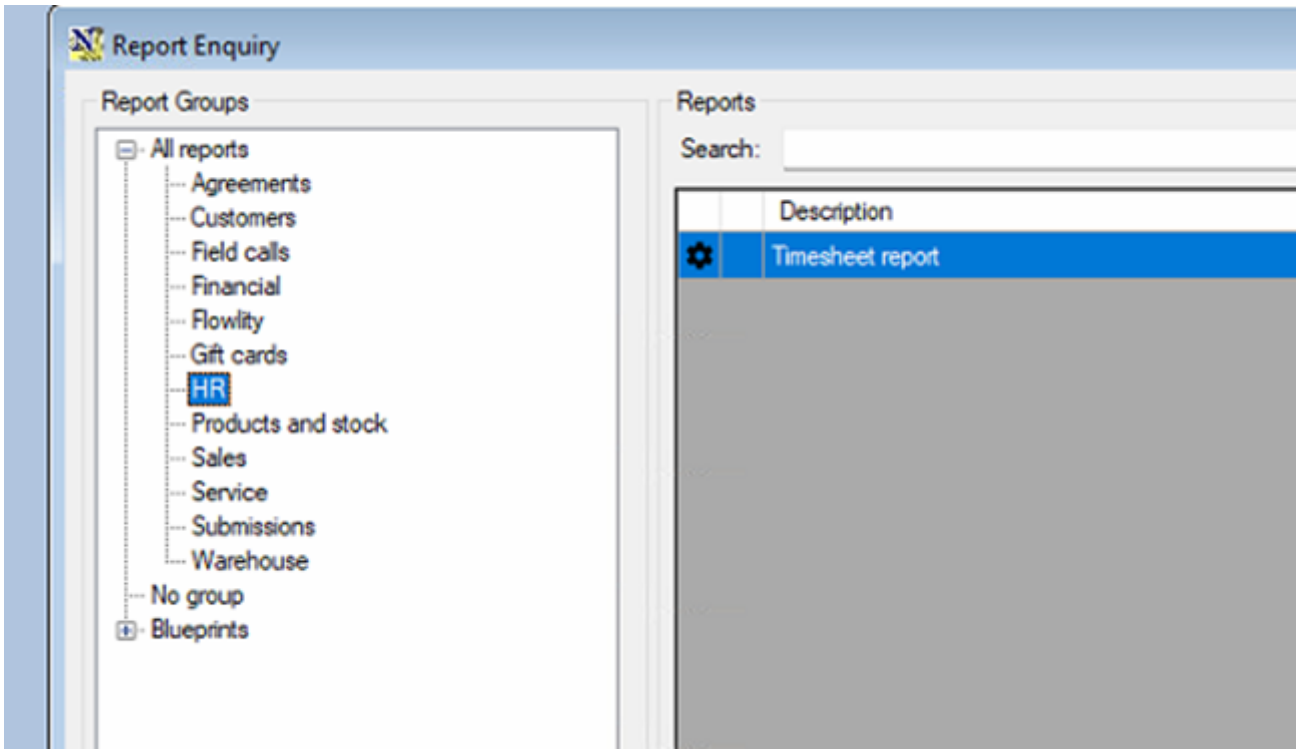 Report Enquiry
Report Groups
All reports
Agreements
Customers
Field calls
Financial
Flowlity
Gift cards
HR
Products and stock
Sales
Service
Submissions
Warehouse
No group
Blueprints
Reports
Search:
Description
Timesheet report